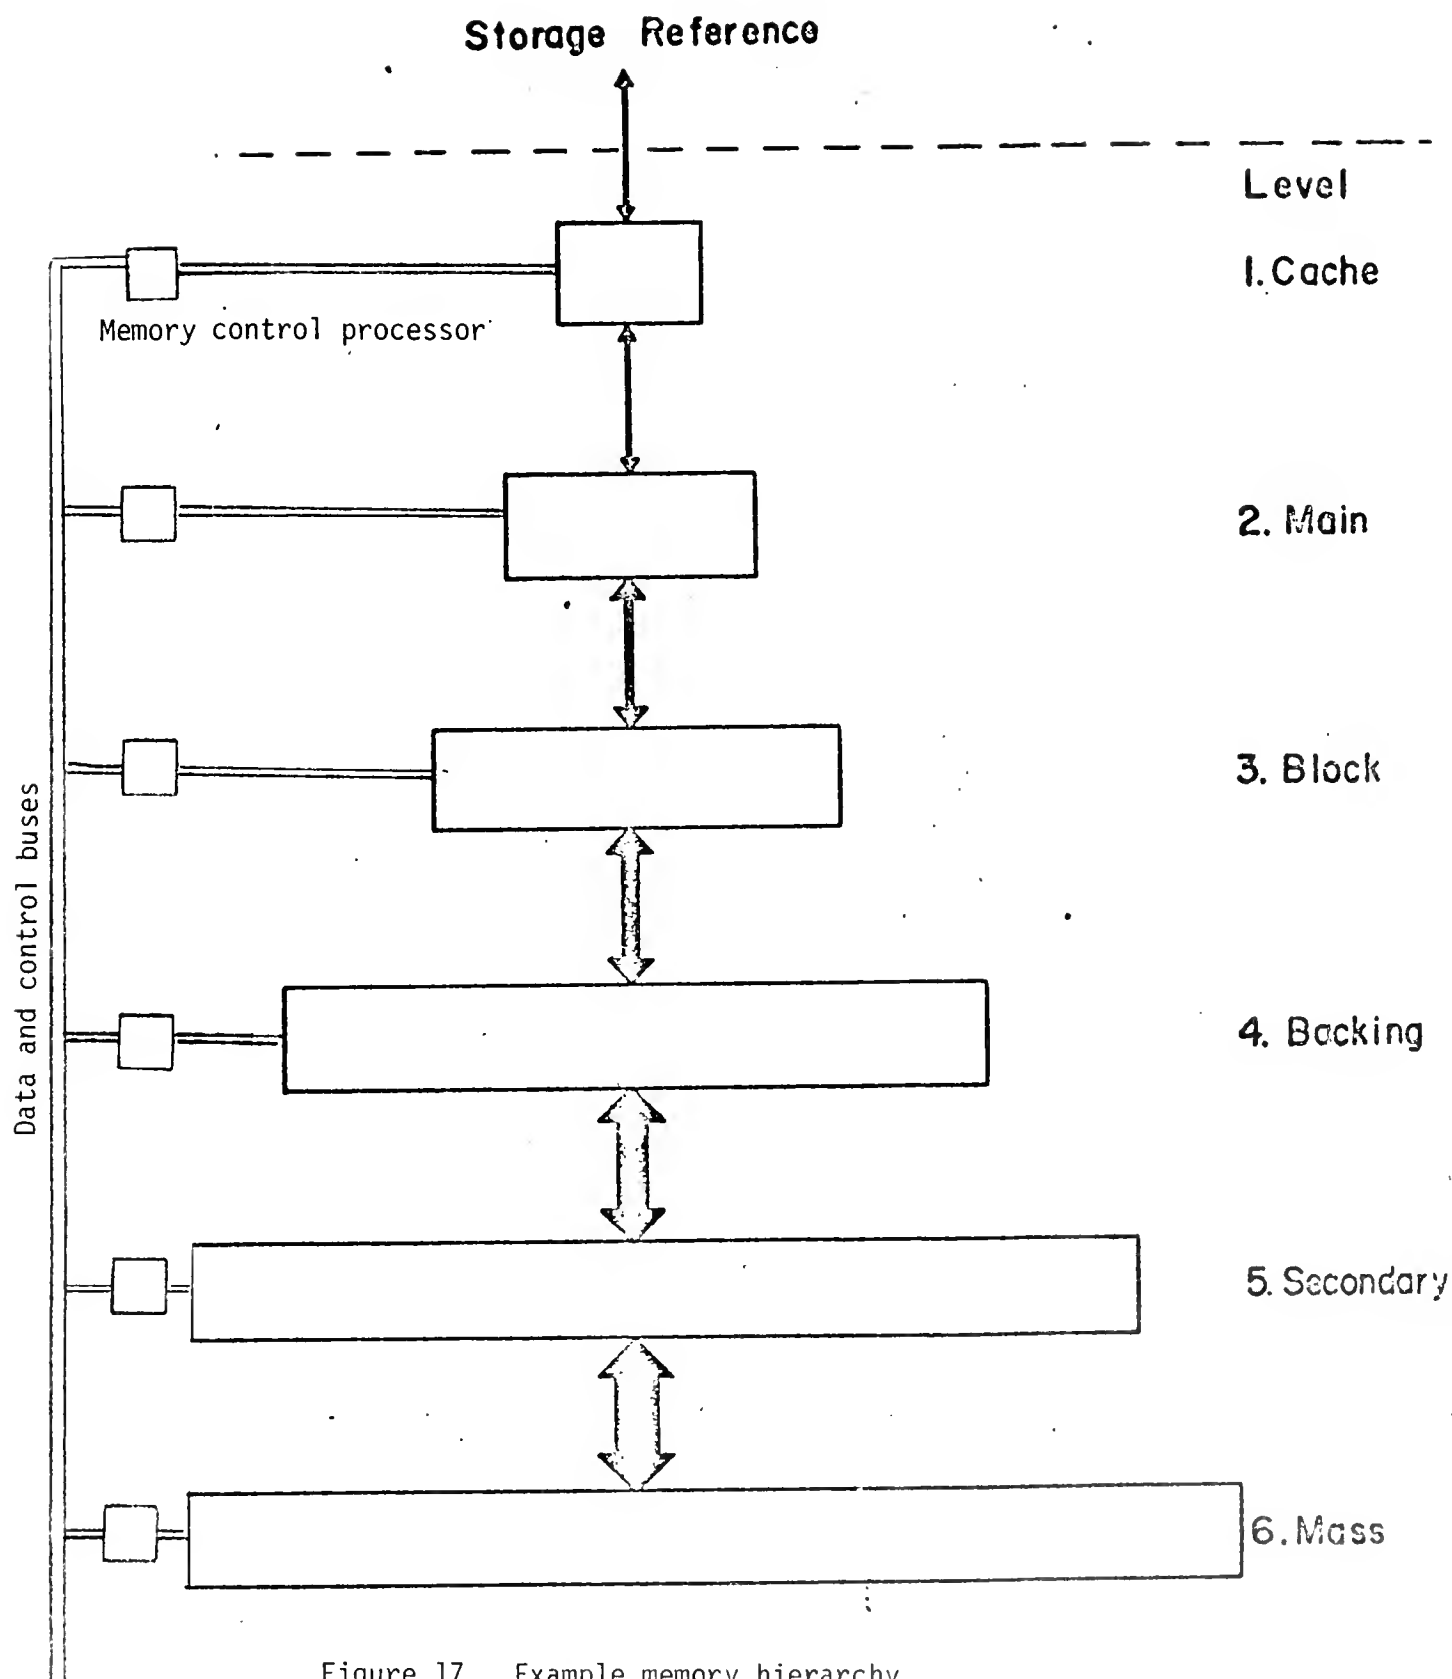 Storage Reference
Level
1. Cache
Memory control processor
2. Main
3. Block
Data and control buses
4. Backing
5. Secondary
6. Mass
Figure 17 Example memory hierarchy